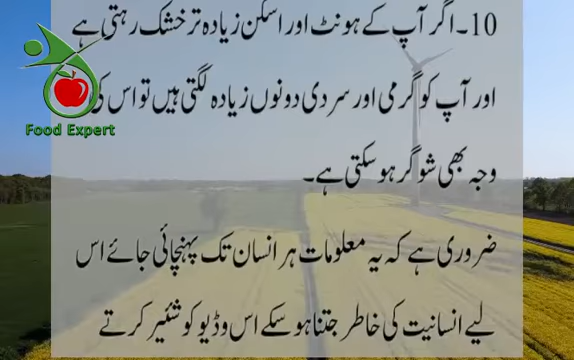 10۔اگر آپ کے ہونٹ اور اسکن زیادہ تر خشک رہتی ہے
اور آپ کو گرمی اور سردی دونوں زیادہ لگتی ہیں تو اس کی
وجہ بھی شوگر ہو سکتی ہے۔
ضروری ہے کہ یہ معلومات ہر انسان تک پہنچائی جائے اس
لیے انسانیت کی خاطر جتنا ہو سکے اس وڈیو کو شئیر کرتے
Food Expert